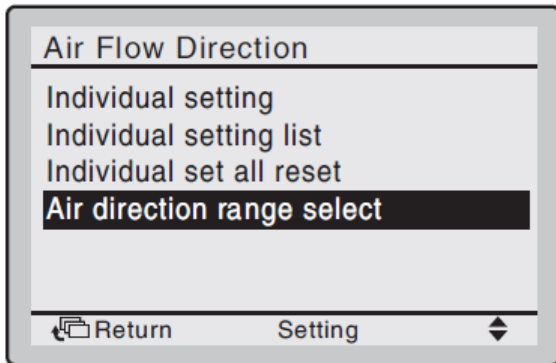 Air Flow Direction
Individual setting
Individual setting list
Individual set all reset
Air direction range select
Return Setting